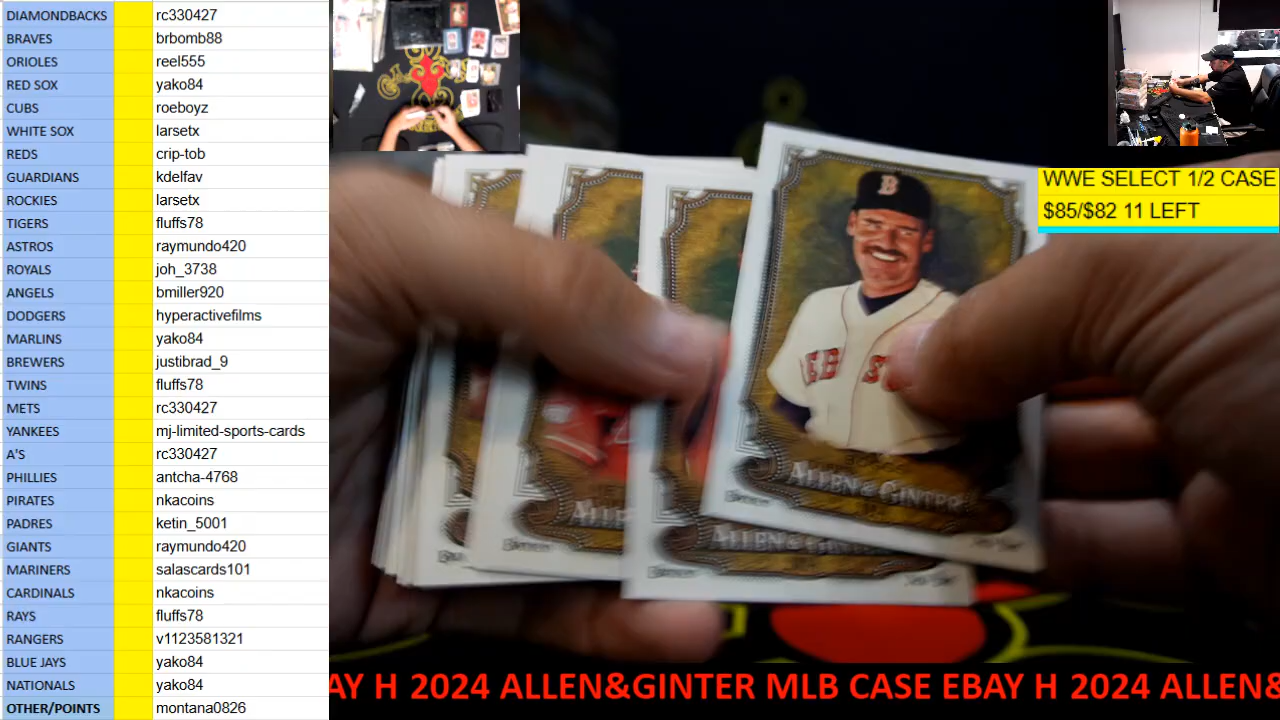 DIAMONDBACKS rc330427
BRAVES brbomb88
ORIOLES reel555
RED SOX yako84
CUBS roeboyz
WHITE SOX larsetx
REDS crip-tob
GUARDIANS kdelfav
ROCKIES larsetx
TIGERS fluffs78
ASTROS raymundo420
ROYALS joh_3738
ANGELS bmiller920
DODGERS hyperactivefilms
MARLINS yako84
BREWERS justibrad_9
TWINS fluffs78
METS rc330427
YANKEES mj-limited-sports-cards
A'S rc330427
PHILLIES antcha-4768
PIRATES nkacoins
PADRES ketin_5001
GIANTS raymundo420
MARINERS salascards101
CARDINALS nkacoins
RAYS fluffs78
RANGERS v1123581321
BLUE JAYS yako84
NATIONALS yako84
OTHER/POINTS montana0826
WWE SELECT 1/2 CASE
$85/$82 11 LEFT
B
RED S
ALLEN & GINTER
ALLE
ALLEN & GINTER
AY H 2024 ALLEN&GINTER MLB CASE EBAY H 2024 ALLEN&